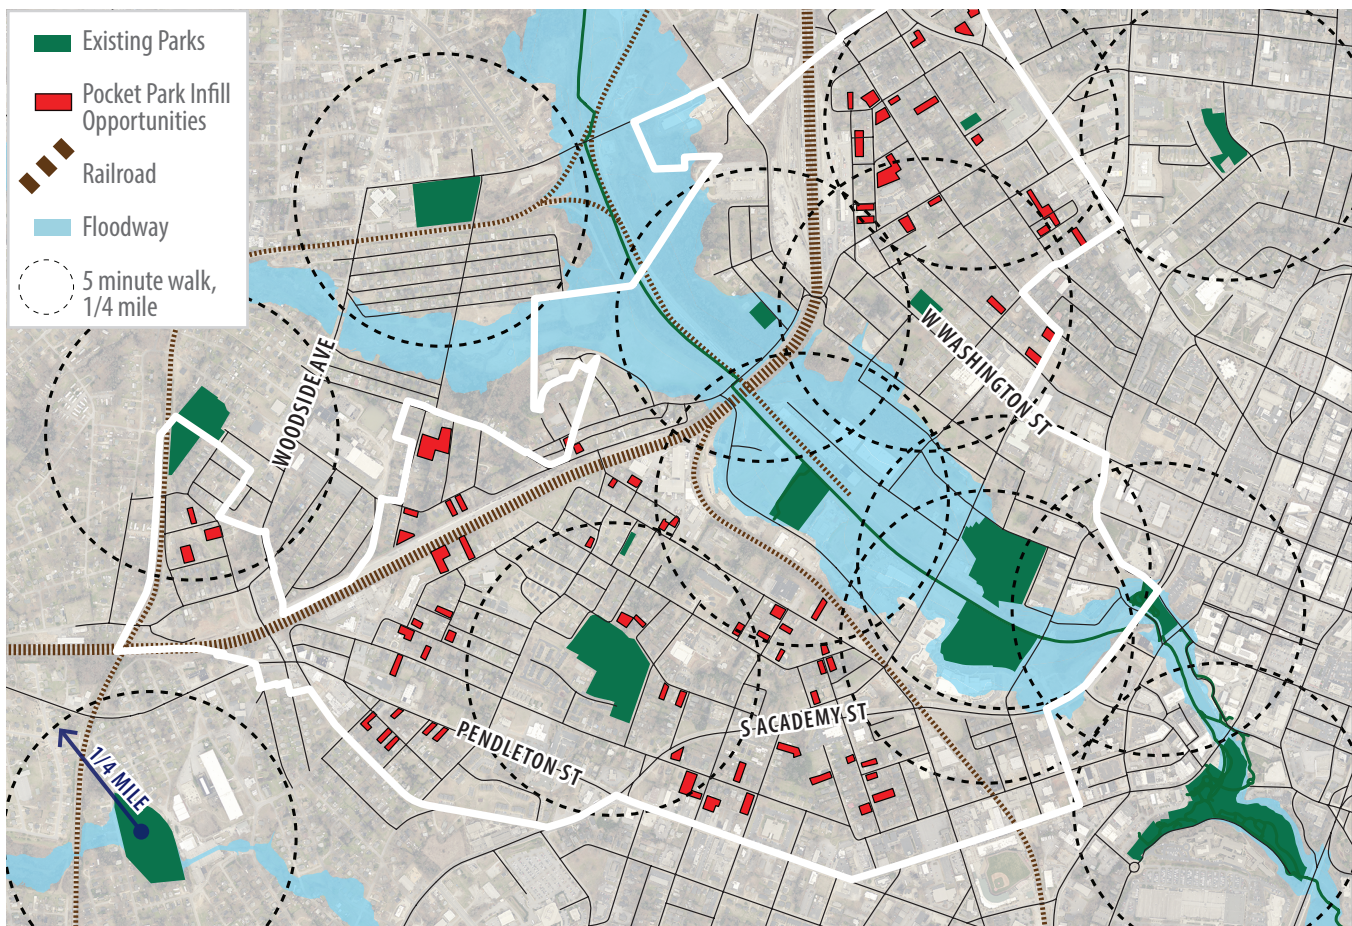 Existing Parks
Pocket Park Infill
Opportunities
Railroad
Floodway
5 minute walk,
1/4 mile
WOODSIDE AVE
W. WASHINGTON ST
S ACADEMY ST
PENDLETON ST
1/4 MILE